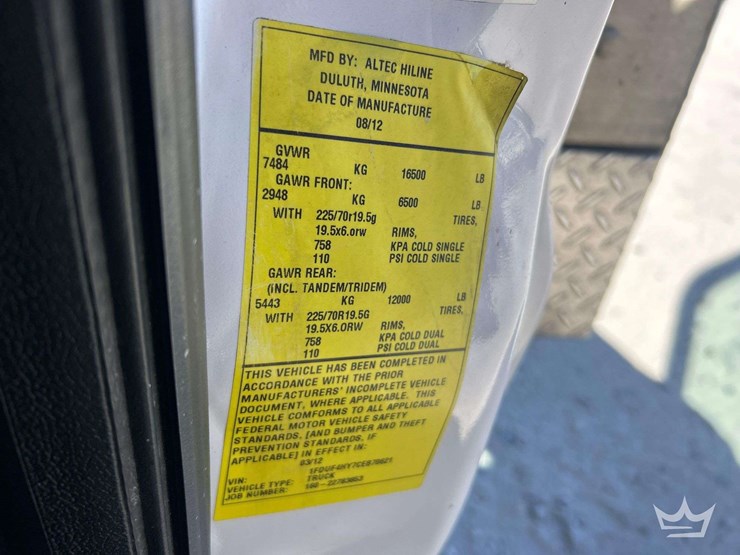 MFD BY: ALTEC HILINE
DULUTH, MINNESOTA
DATE OF MANUFACTURE
08/12
GVWR
7484 KG 16500 LB
GAWR FRONT:
2948 KG 6500 LB
WITH 225/70r19.5g TIRES,
19.5x6.orw RIMS,
758 KPA COLD SINGLE
110 PSI COLD SINGLE
GAWR REAR:
(INCL. TANDEM/TRIDEM)
5443 KG 12000 LB
WITH 225/70R19.5G TIRES,
19.5X6.0RW RIMS,
758 KPA COLD DUAL
110 PSI COLD DUAL
THIS VEHICLE HAS BEEN COMPLETED IN
ACCORDANCE WITH THE PRIOR
MANUFACTURERS' INCOMPLETE VEHICLE
DOCUMENT, WHERE APPLICABLE. THIS
VEHICLE COMFORMS TO ALL APPLICABLE
FEDERAL MOTOR VEHICLE SAFETY
STANDARDS, [AND BUMPER AND THEFT
PREVENTION STANDARDS, IF
APPLICABLE] IN EFFECT IN:
03/12
VIN:
VEHICLE TYPE: TRUCK
JOB NUMBER: